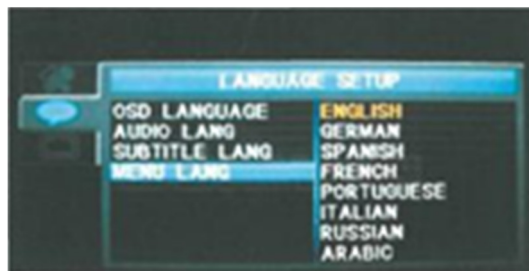 LANGUAGE SETUP
OSD LANGUAGE
AUDIO LANG
SUBTITLE LANG
MENU LANG
ENGLISH
GERMAN
SPANISH
FRENCH
PORTUGUESE
ITALIAN
RUSSIAN
ARABIC